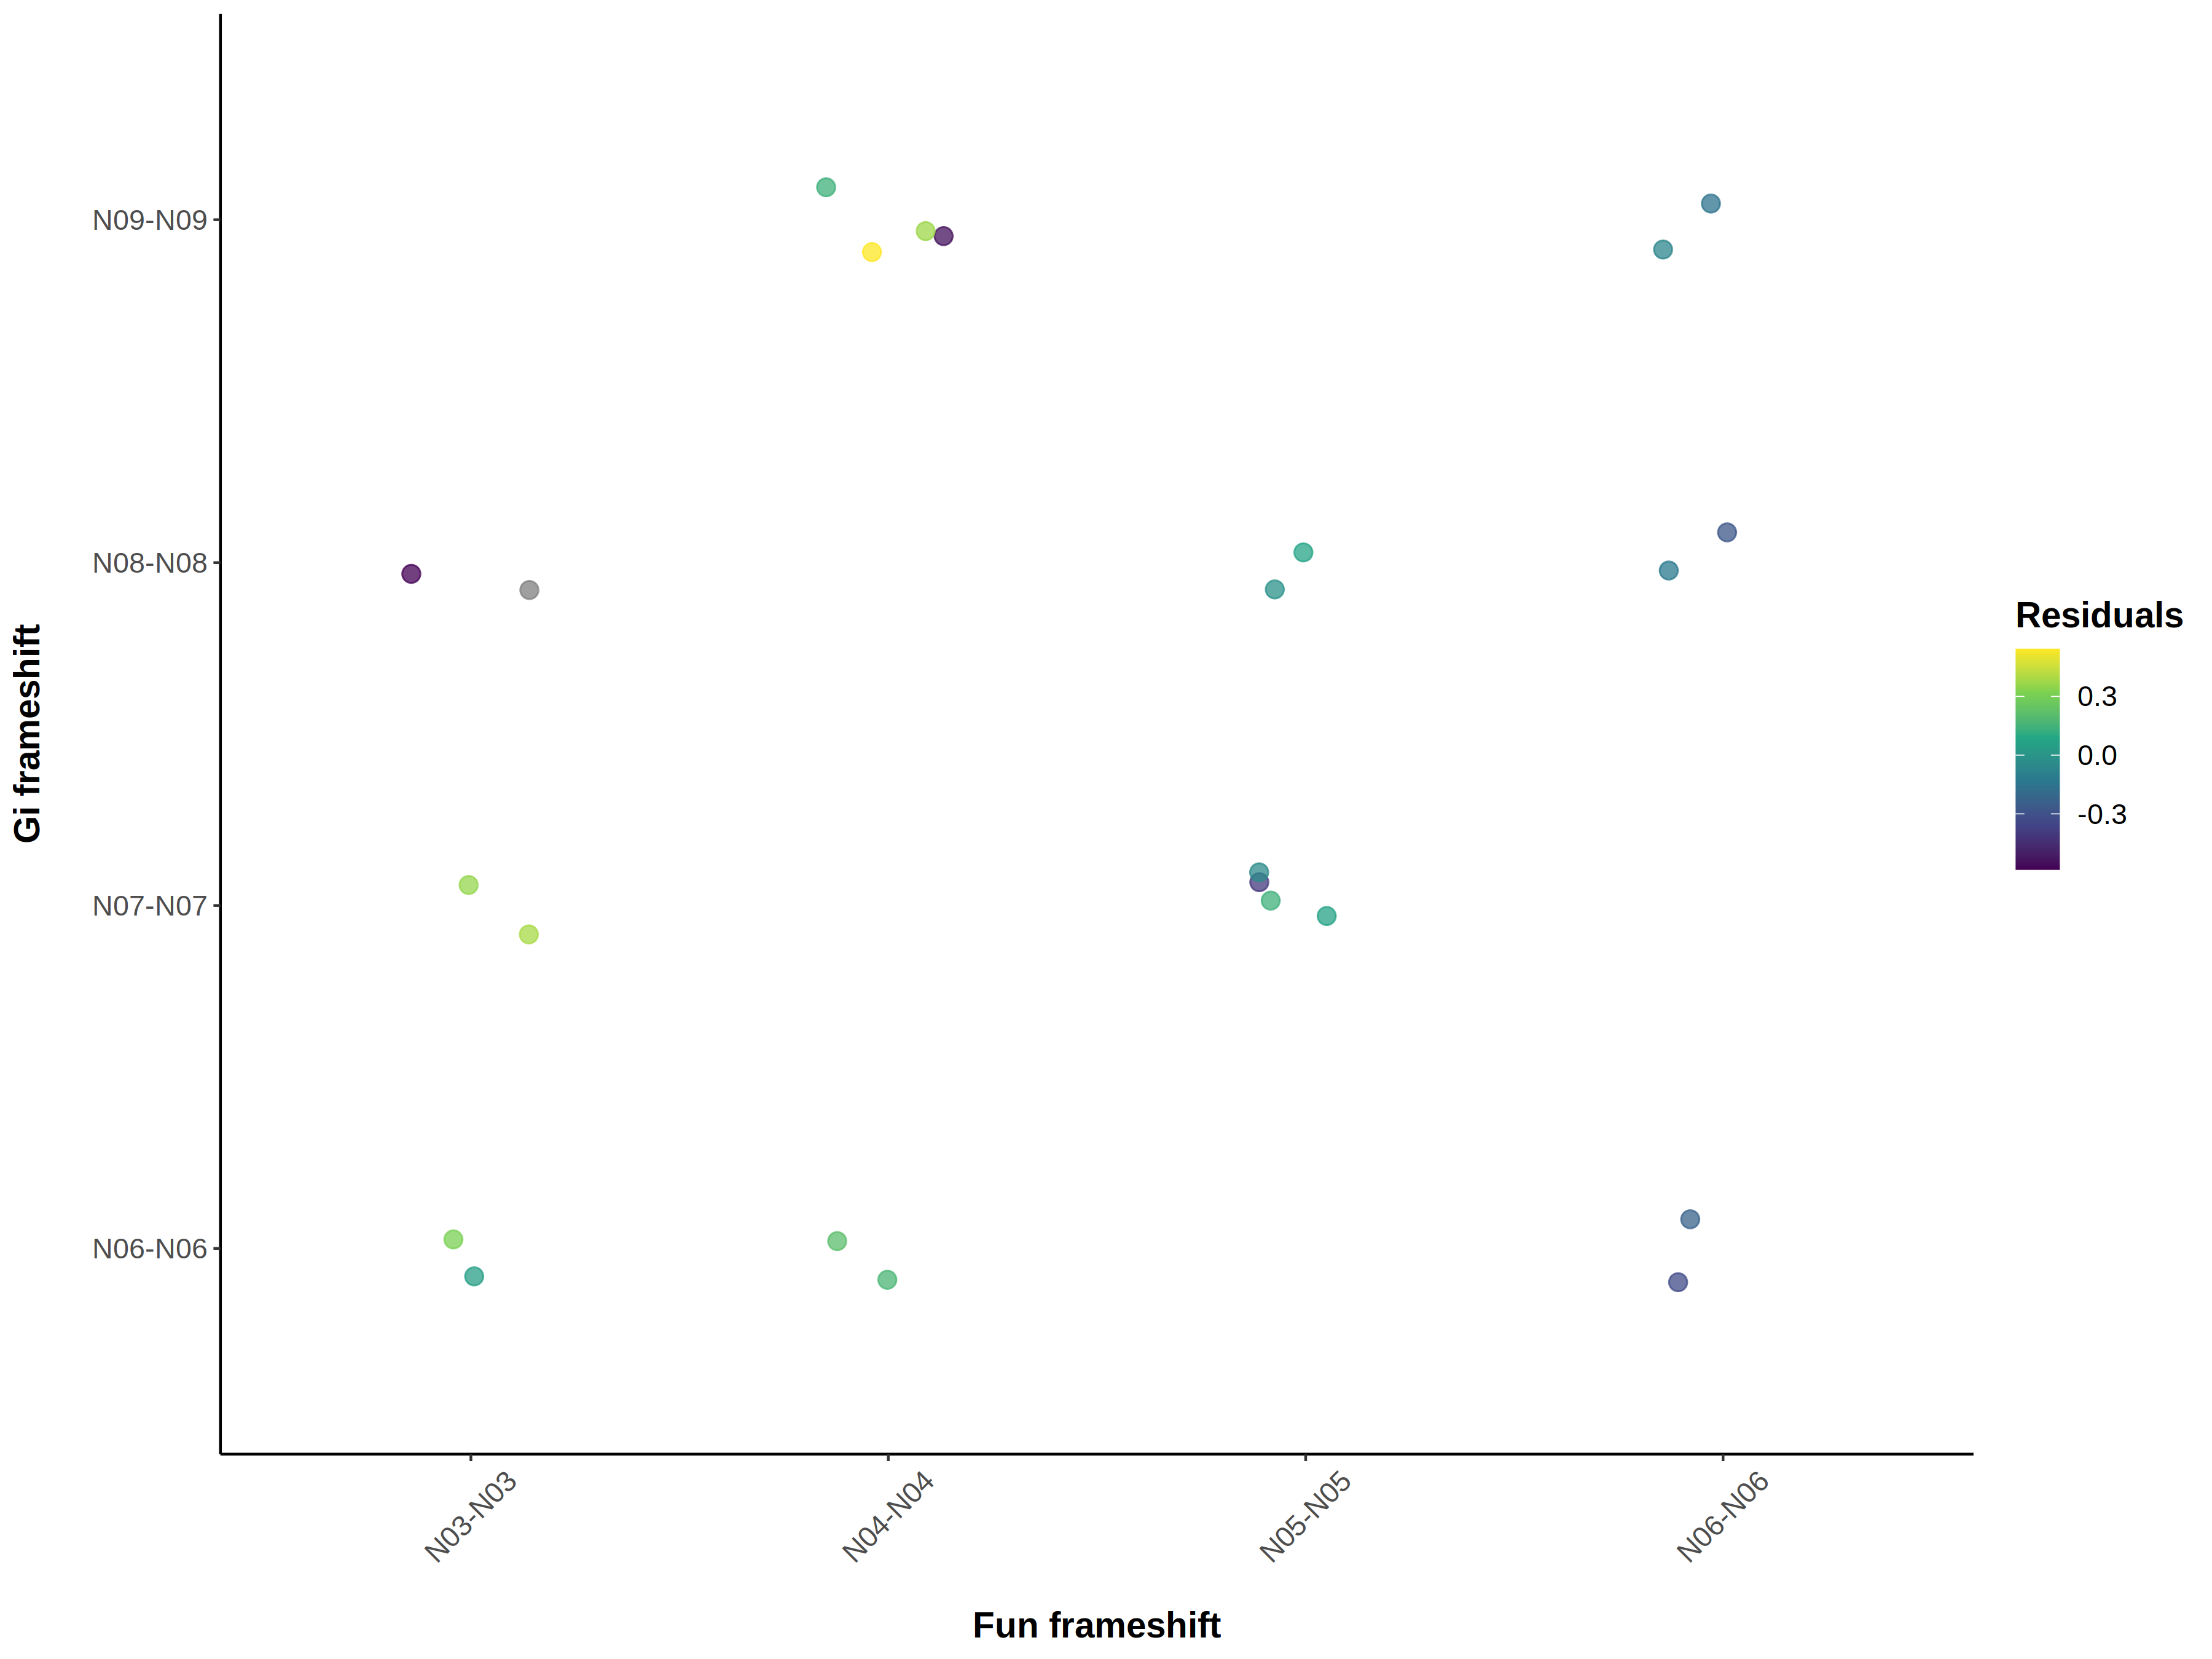 Gi frameshift
N09-N09
N08-N08
N07-N07
N06-N06
N03-N03
N04-N04
N05-N05
N06-N06
Fun frameshift
Residuals
0.3
0.0
-0.3